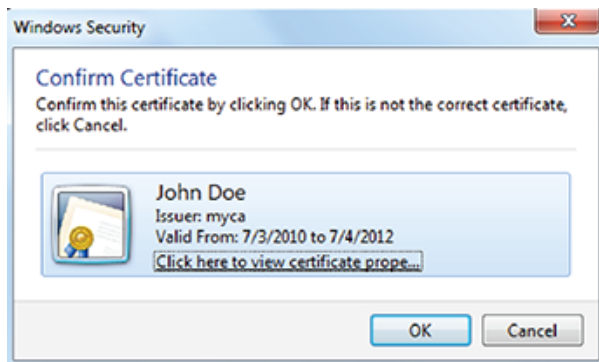 Windows Security
Confirm Certificate
Confirm this certificate by clicking OK. If this is not the correct certificate,
click Cancel.
John Doe
Issuer: myca
Valid From: 7/3/2010 to 7/4/2012
Click here to view certificate prope...
OK
Cancel